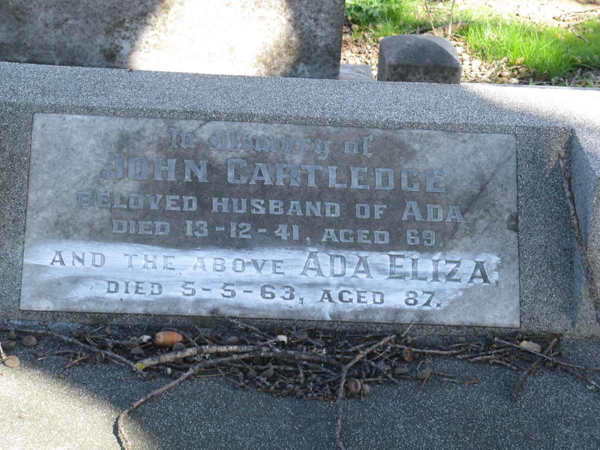 In memory of
JOHN CARTLEDGE
BELOVED HUSBAND OF ADA
DIED 13-12-41, AGED 69.
AND THE ABOVE ADA ELIZA,
DIED 5-5-63, AGED 87.